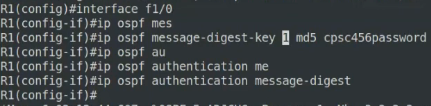 R1(config)#interface f1/0
R1(config-if)#ip ospf mes
R1(config-if)#ip ospf message-digest-key 1 md5 cpsc456password
R1(config-if)#ip ospf au
R1(config-if)#ip ospf authentication me
R1(config-if)#ip ospf authentication message-digest
R1(config-if)#